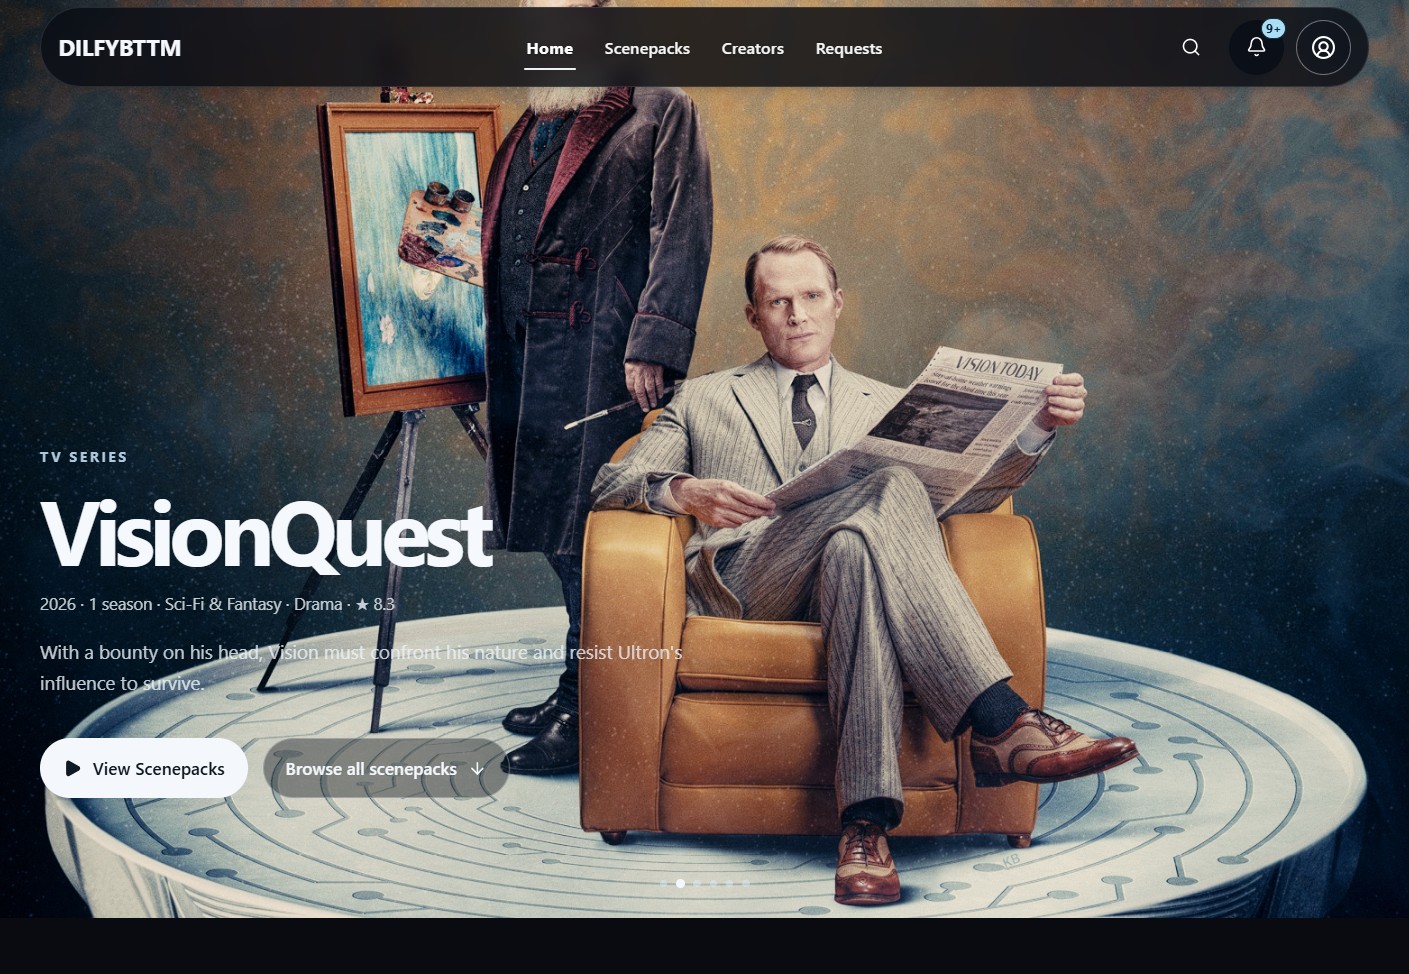 DILFYBTTM
Home
Scenepacks
Creators
Requests
9+
VISION TODAY
TV SERIES
VisionQuest
2026 · 1 season · Sci-Fi & Fantasy · Drama · ★ 8.3
With a bounty on his head, Vision must confront his nature and resist Ultron's
influence to survive.
View Scenepacks
Browse all scenepacks ↓
KB